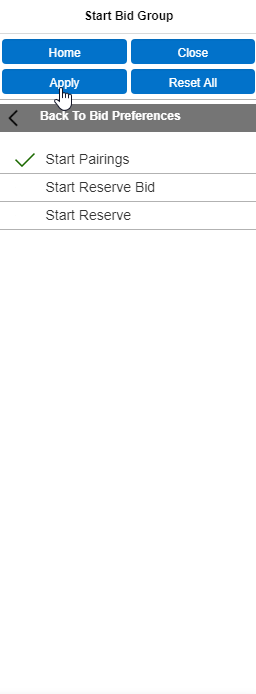 Start Bid Group
Home Close
Apply Reset All
Back To Bid Preferences
Start Pairings
Start Reserve Bid
Start Reserve